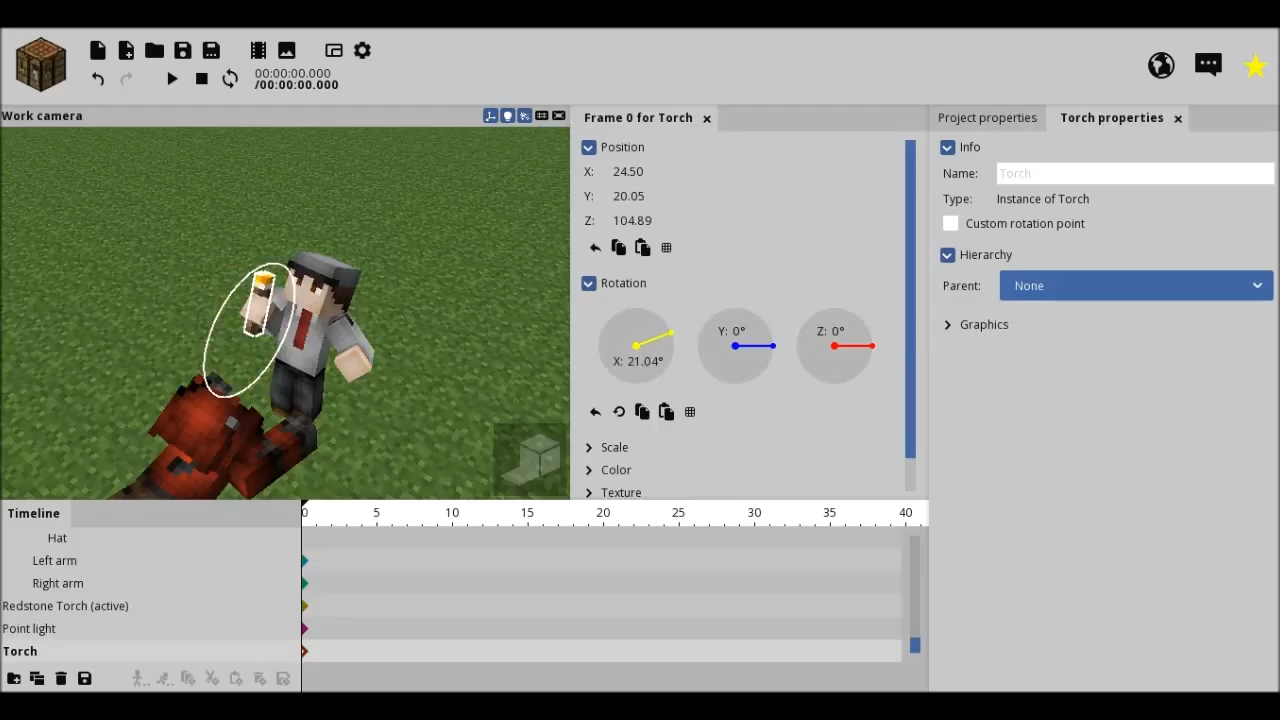 00:00:00.000
/00:00:00.000
Work camera
Frame 0 for Torch
Position
X: 24.50
Y: 20.05
Z: 104.89
Rotation
X: 21.04°
Y: 0°
Z: 0°
Scale
Color
Texture
Project properties
Torch properties
Info
Name: Torch
Type: Instance of Torch
Custom rotation point
Hierarchy
Parent: None
Graphics
Timeline
0 5 10 15 20 25 30 35 40
Hat
Left arm
Right arm
Redstone Torch (active)
Point light
Torch